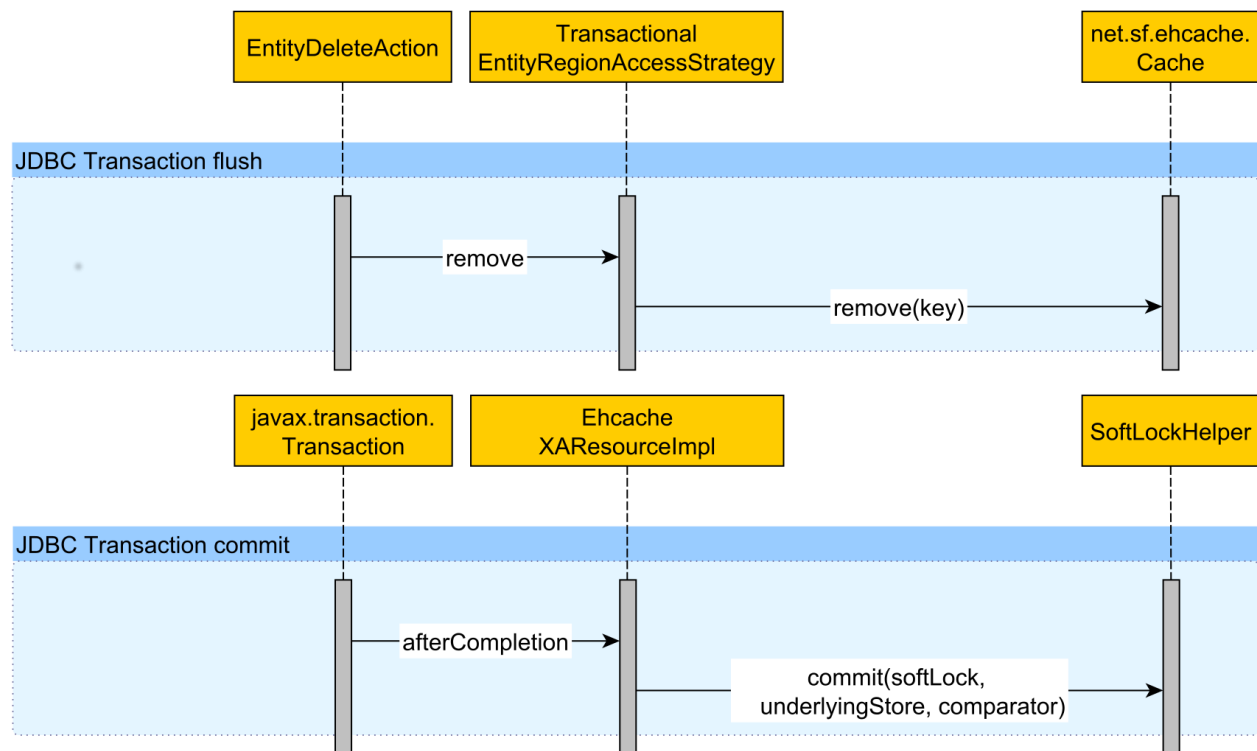 EntityDeleteAction
Transactional
EntityRegionAccessStrategy
net.sf.ehcache.
Cache
JDBC Transaction flush
remove
remove(key)
javax.transaction.
Transaction
Ehcache
XAResourceImpl
SoftLockHelper
JDBC Transaction commit
afterCompletion
commit(softLock,
underlyingStore, comparator)